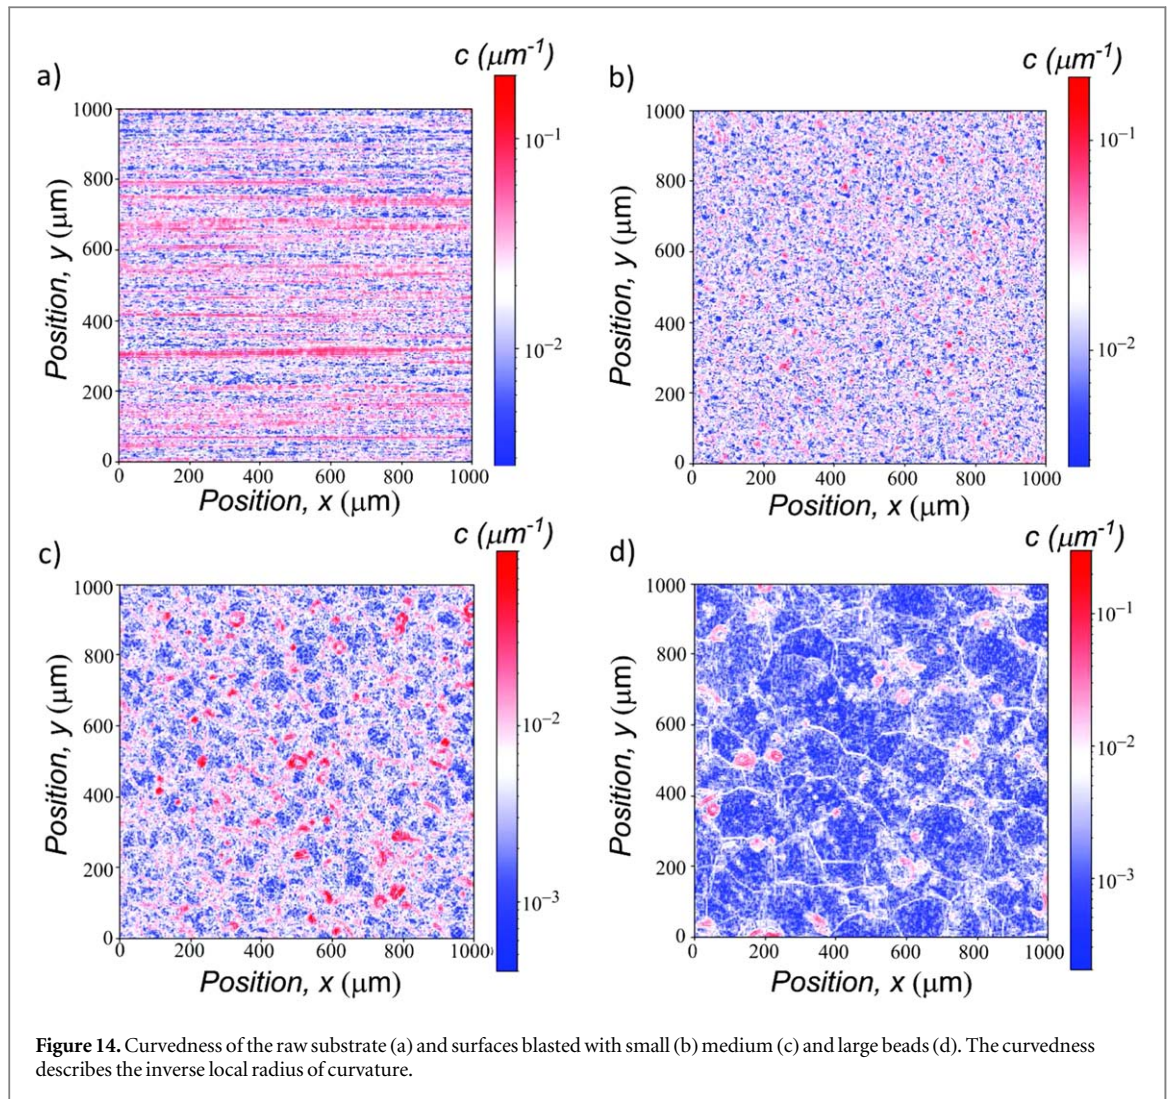 a)
c (μm⁻¹)
1000
800
600
400
200
0
10⁻¹
10⁻²
Position, y (μm)
0 200 400 600 800 1000
Position, x (μm)
b)
c (μm⁻¹)
1000
800
600
400
200
0
10⁻¹
10⁻²
Position, y (μm)
0 200 400 600 800 1000
Position, x (μm)
c)
c (μm⁻¹)
1000
800
600
400
200
0
10⁻²
10⁻³
Position, y (μm)
0 200 400 600 800 1000
Position, x (μm)
d)
c (μm⁻¹)
1000
800
600
400
200
0
10⁻¹
10⁻²
10⁻³
Position, y (μm)
0 200 400 600 800 1000
Position, x (μm)
Figure 14. Curvedness of the raw substrate (a) and surfaces blasted with small (b) medium (c) and large beads (d). The curvedness
describes the inverse local radius of curvature.